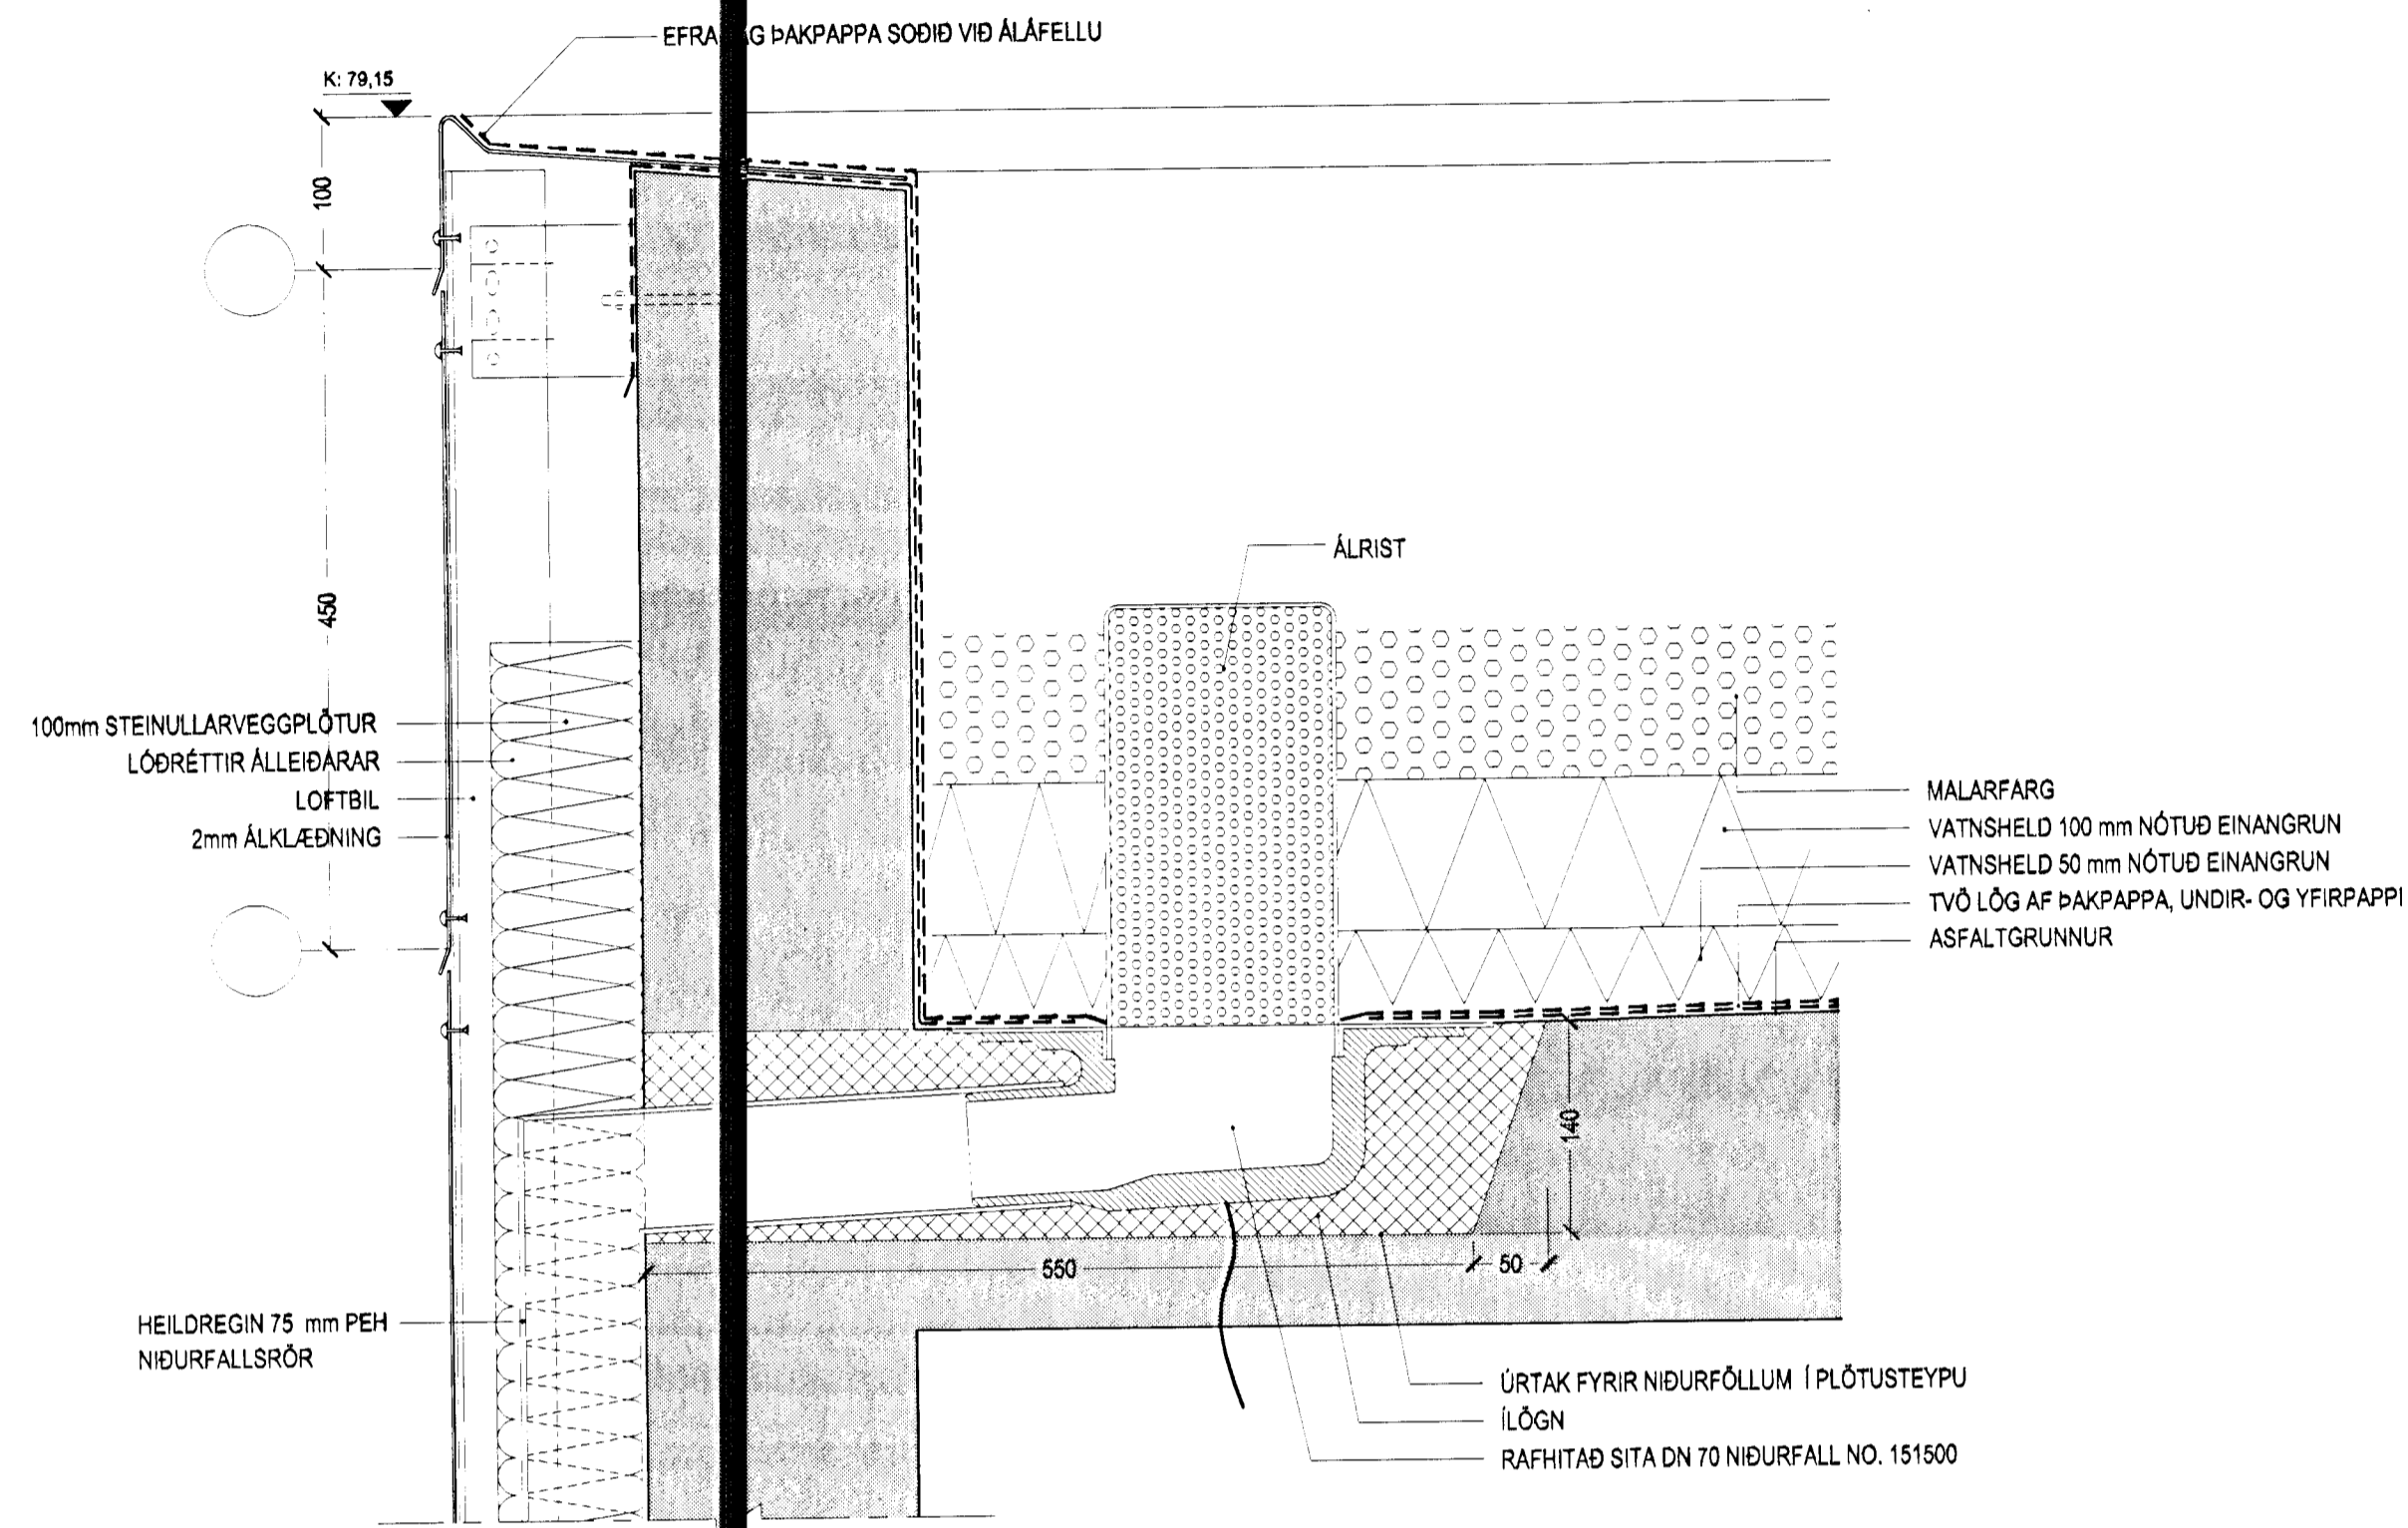 EFRA LAG ÞAKPAPPA SOÐIÐ VIÐ ÁLÁFELLU
K: 79,15
100
450
ÁLRIST
100mm STEINULLARVEGGPLÖTUR
LÓÐRÉTTIR ÁLLEIÐARAR
LOFTBIL
2mm ÁLKLÆÐNING
MALARFARG
VATNSHELD 100 mm NÓTUÐ EINANGRUN
VATNSHELD 50 mm NÓTUÐ EINANGRUN
TVÖ LÖG AF ÞAKPAPPA, UNDIR- OG YFIRPAPPI
ASFALTGRUNNUR
140
550
50
HEILDREGIN 75 mm PEH
NIÐURFALLSRÖR
ÚRTAK FYRIR NIÐURFÖLLUM Í PLÖTUSTEYPU
ÍLÖGN
RAFHITAÐ SITA DN 70 NIÐURFALL NO. 151500